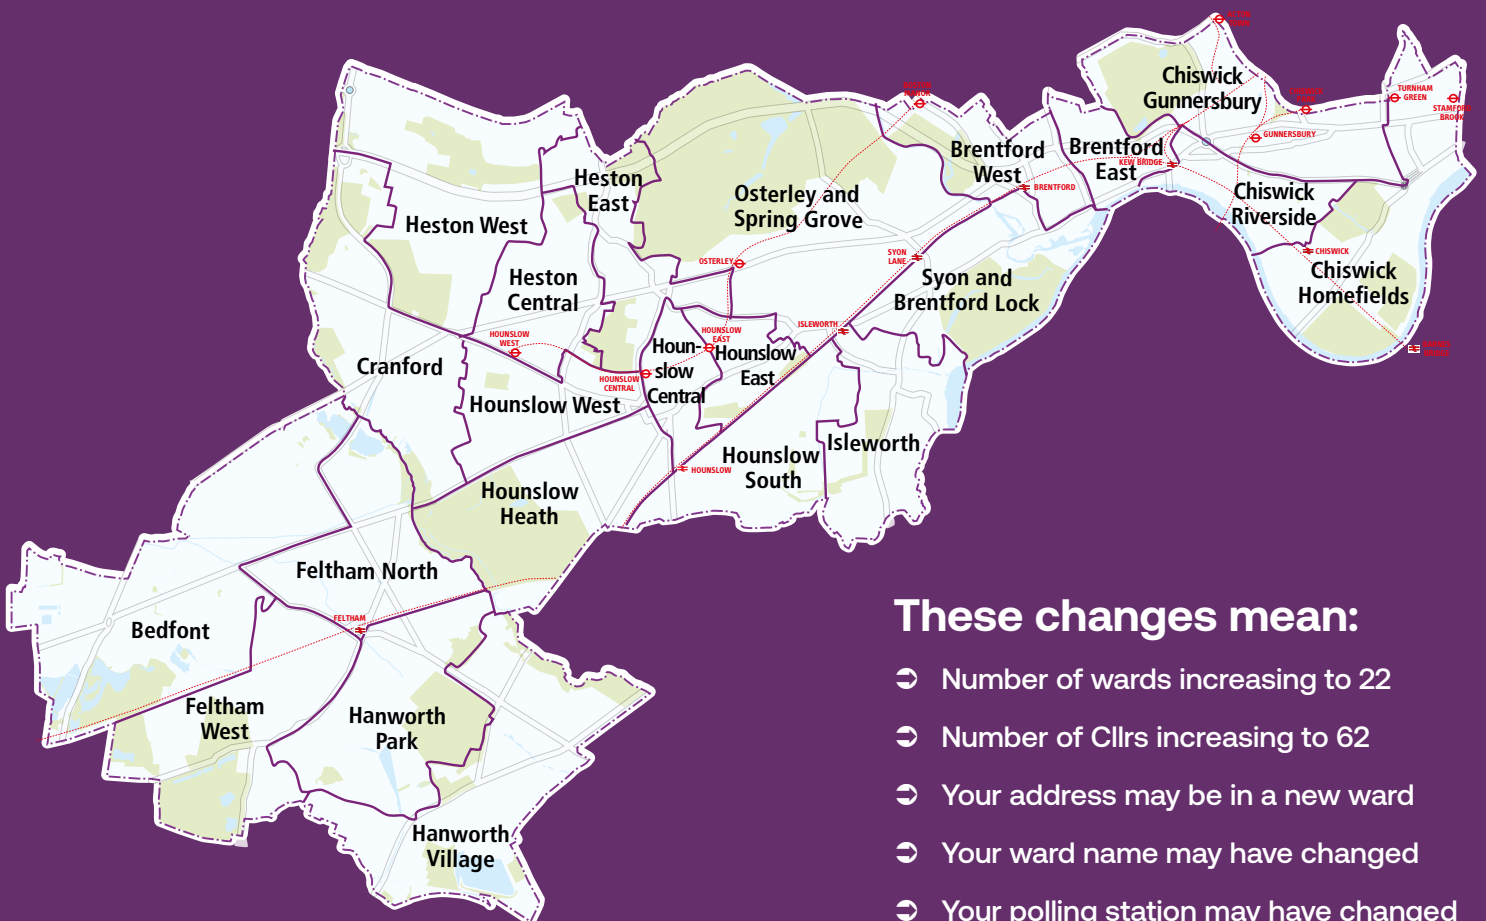 Chiswick
Gunnersbury
TURNHAM
GREEN
STAMFORD
BROOK
GUNNERSBURY
Brentford
West
Brentford
East
KEW BRIDGE
BRENTFORD
Heston
East
Osterley and
Spring Grove
Chiswick
Riverside
Heston West
OSTERLEY
SYON
LANE
CHISWICK
Heston
Central
Syon and
Brentford Lock
Chiswick
Homefields
HOUNSLOW
WEST
HOUNSLOW
EAST
ISLEWORTH
Cranford
Houn-
slow
Central
Hounslow
East
HOUNSLOW
CENTRAL
Hounslow West
Isleworth
Hounslow
South
HOUNSLOW
Hounslow
Heath
Feltham North
FELTHAM
Bedfont
Feltham
West
Hanworth
Park
Hanworth
Village
These changes mean:
Number of wards increasing to 22
Number of Cllrs increasing to 62
Your address may be in a new ward
Your ward name may have changed
Your polling station may have changed